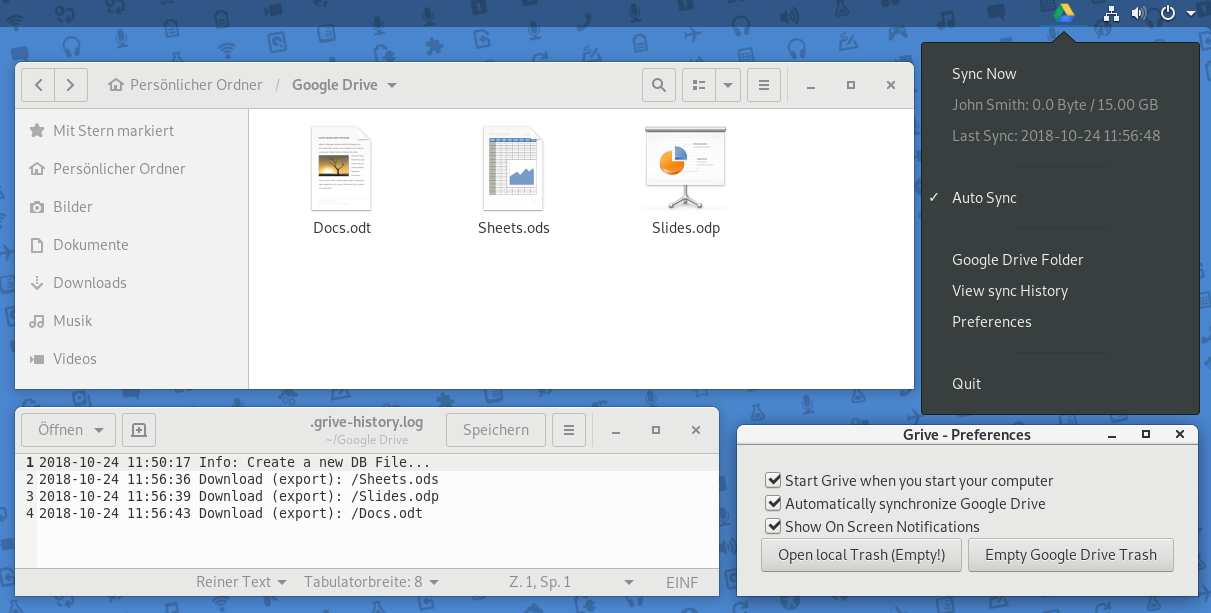 Persönlicher Ordner / Google Drive
Mit Stern markiert
Persönlicher Ordner
Bilder
Dokumente
Downloads
Musik
Videos
Docs.odt
Sheets.ods
Slides.odp
Sync Now
John Smith: 0.0 Byte / 15.00 GB
Last Sync: 2018-10-24 11:56:48
Auto Sync
Google Drive Folder
View sync History
Preferences
Quit
Öffnen
.grive-history.log
~/Google Drive
Speichern
1 2018-10-24 11:50:17 Info: Create a new DB File...
2 2018-10-24 11:56:36 Download (export): /Sheets.ods
3 2018-10-24 11:56:39 Download (export): /Slides.odp
4 2018-10-24 11:56:43 Download (export): /Docs.odt
Reiner Text Tabulatorbreite: 8 Z. 1, Sp. 1 EINF
Grive - Preferences
Start Grive when you start your computer
Automatically synchronize Google Drive
Show On Screen Notifications
Open local Trash (Empty!) Empty Google Drive Trash